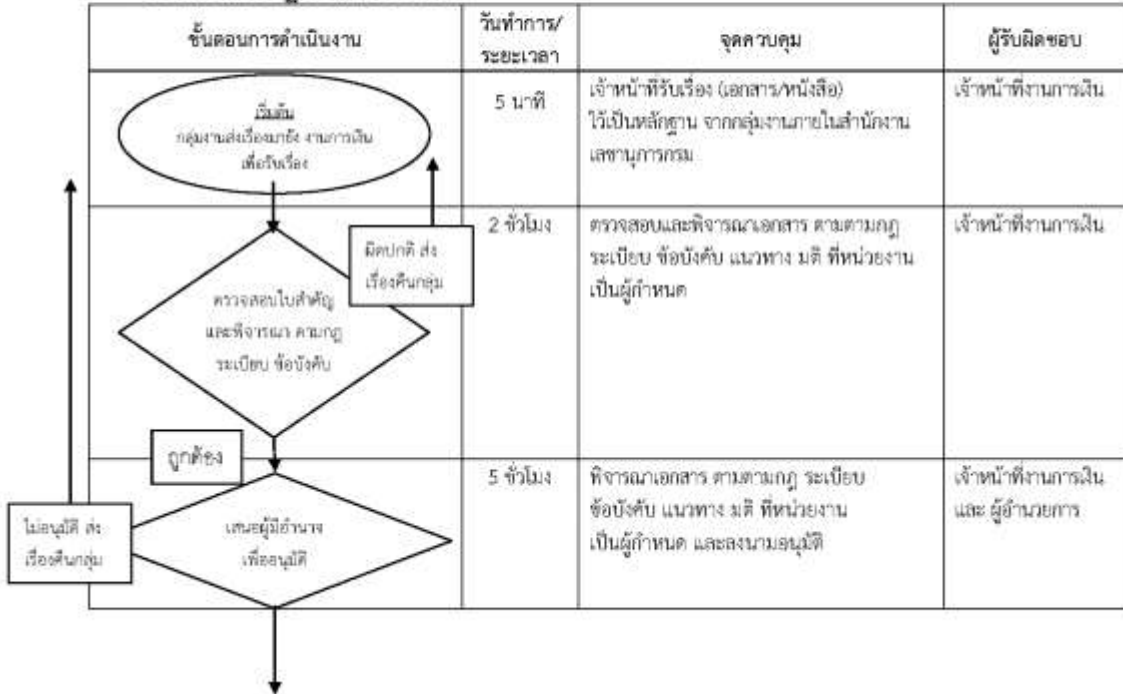 ขั้นตอนการดำเนินงาน
วันทำการ/
ระยะเวลา
จุดควบคุม
ผู้รับผิดชอบ
เริ่มต้น
กลุ่มงานส่งเรื่องมายัง งานการเงิน
เพื่อรับเรื่อง
5 นาที
เจ้าหน้าที่รับเรื่อง (เอกสาร/หนังสือ)
ไว้เป็นหลักฐาน จากกลุ่มงานภายในสำนักงาน
เลขานุการกรม
เจ้าหน้าที่งานการเงิน
ผิดปกติ ส่ง
เรื่องคืนกลุ่ม
ตรวจสอบใบสำคัญ
และพิจารณา ตามกฎ
ระเบียบ ข้อบังคับ
2 ชั่วโมง
ตรวจสอบและพิจารณาเอกสาร ตามตามกฎ
ระเบียบ ข้อบังคับ แนวทาง มติ ที่หน่วยงาน
เป็นผู้กำหนด
เจ้าหน้าที่งานการเงิน
ถูกต้อง
ไม่อนุมัติ ส่ง
เรื่องคืนกลุ่ม
เสนอผู้มีอำนาจ
เพื่ออนุมัติ
5 ชั่วโมง
พิจารณาเอกสาร ตามตามกฎ ระเบียบ
ข้อบังคับ แนวทาง มติ ที่หน่วยงาน
เป็นผู้กำหนด และลงนามอนุมัติ
เจ้าหน้าที่งานการเงิน
และ ผู้อำนวยการ